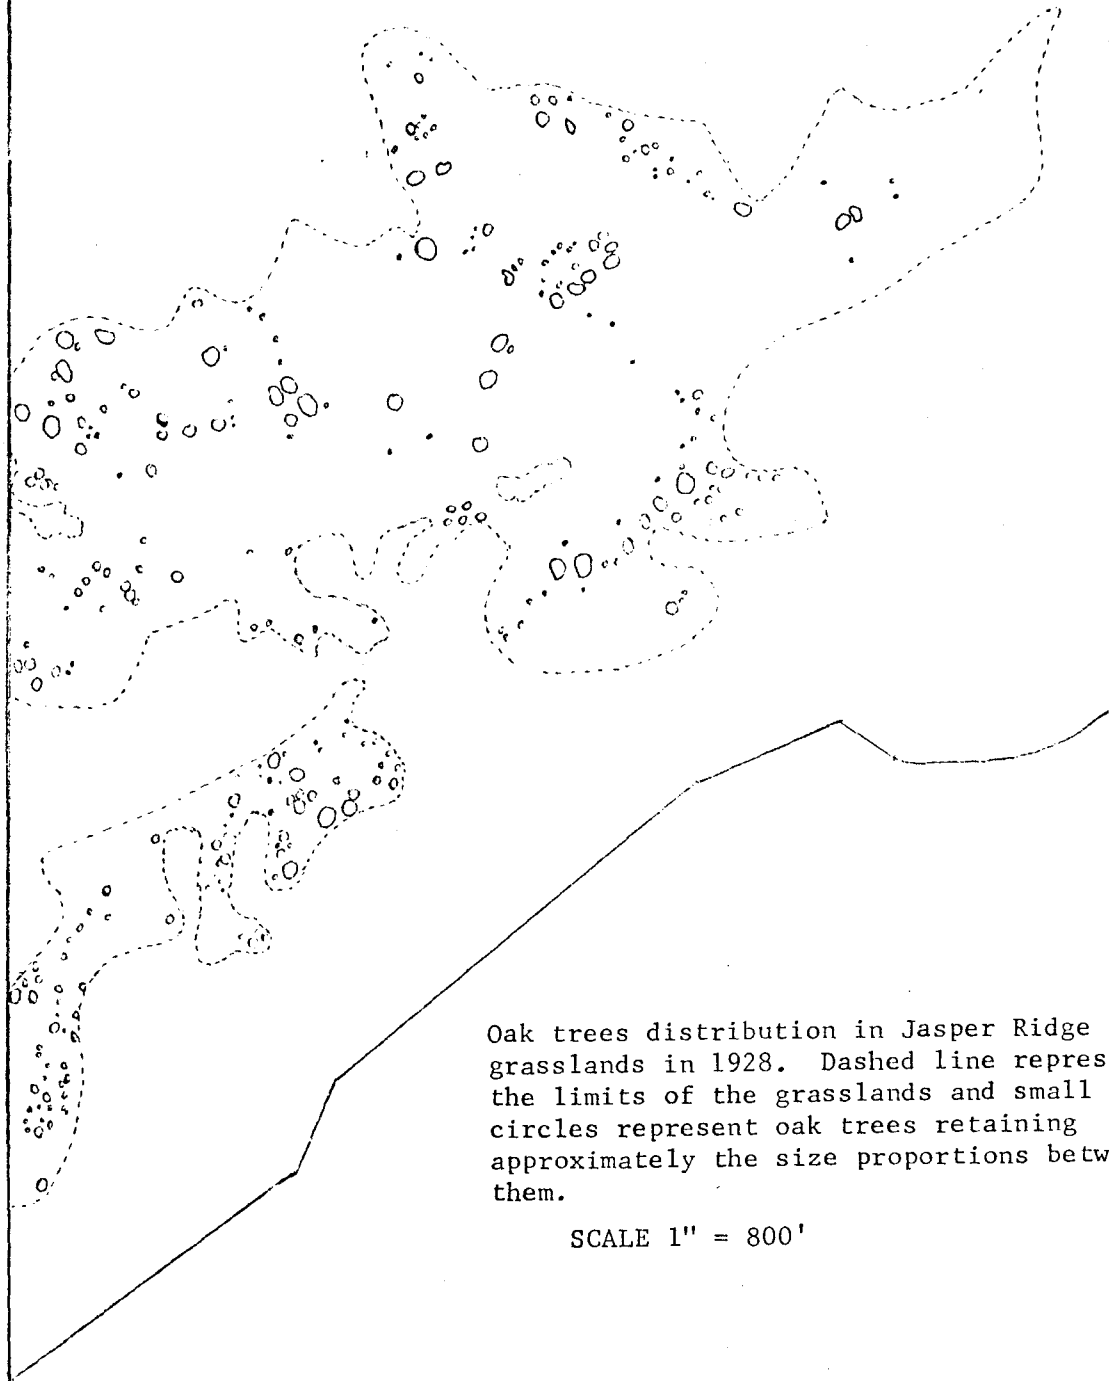 Oak trees distribution in Jasper Ridge
grasslands in 1928. Dashed line repres
the limits of the grasslands and small
circles represent oak trees retaining
approximately the size proportions betw
them.
SCALE 1" = 800'